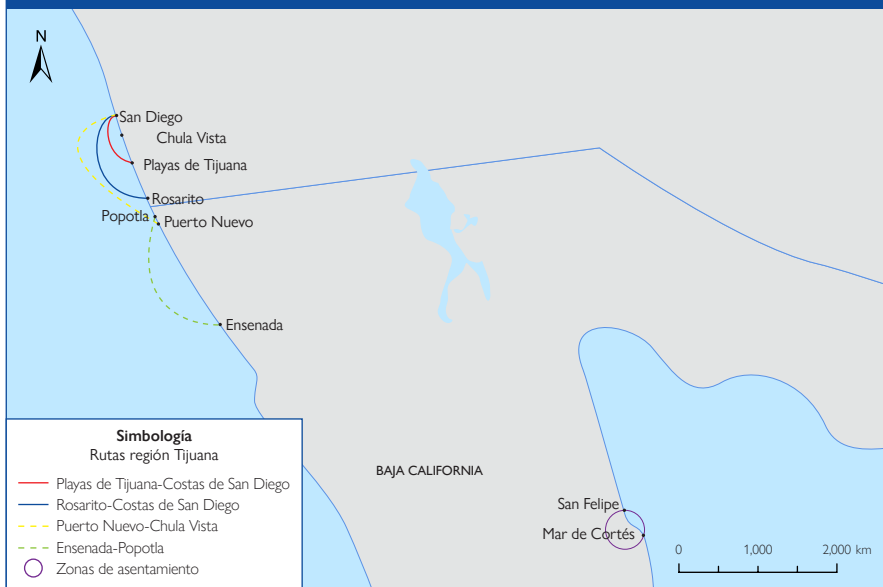 N
San Diego
Chula Vista
Playas de Tijuana
Rosarito
Popotla
Puerto Nuevo
Ensenada
BAJA CALIFORNIA
San Felipe
Mar de Cortés
0 1,000 2,000 km
Simbología
Rutas región Tijuana
Playas de Tijuana-Costas de San Diego
Rosarito-Costas de San Diego
Puerto Nuevo-Chula Vista
Ensenada-Popotla
Zonas de asentamiento